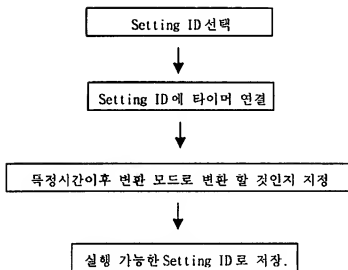 Setting ID 선택
Setting ID에 타이머 연결
특정시간이후 변환 모드로 변환 할 것인지 지정
실행 가능한 Setting ID로 저장.